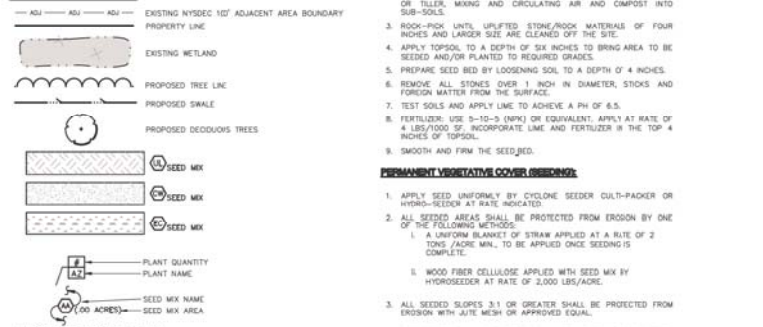 ADJ ADJ ADJ EXISTING NYSDEC 100' ADJACENT AREA BOUNDARY
PROPERTY LINE
EXISTING WETLAND
PROPOSED TREE LINE
PROPOSED SWALE
PROPOSED DECIDUOUS TREES
UL SEED MIX
CW SEED MIX
EC SEED MIX
# PLANT QUANTITY
AZ PLANT NAME
SEED MIX NAME
AA (.00 ACRES) SEED MIX AREA
OR TILLER, MIXING AND CIRCULATING AIR AND COMPOST INTO
SUB-SOILS.
3. ROCK-PICK UNTIL UPLIFTED STONE/ROCK MATERIALS OF FOUR
INCHES AND LARGER SIZE ARE CLEANED OFF THE SITE.
4. APPLY TOPSOIL TO A DEPTH OF SIX INCHES TO BRING AREA TO BE
SEEDED AND/OR PLANTED TO REQUIRED GRADES.
5. PREPARE SEED BED BY LOOSENING SOIL TO A DEPTH OF 4 INCHES.
6. REMOVE ALL STONES OVER 1 INCH IN DIAMETER, STICKS AND
FOREIGN MATTER FROM THE SURFACE.
7. TEST SOILS AND APPLY LIME TO ACHIEVE A PH OF 6.5.
8. FERTILIZER: USE 5-10-5 (NPK) OR EQUIVALENT. APPLY AT RATE OF
4 LBS/1000 SF. INCORPORATE LIME AND FERTILIZER IN THE TOP 4
INCHES OF TOPSOIL.
9. SMOOTH AND FIRM THE SEED BED.
PERMANENT VEGETATIVE COVER (SEEDING):
1. APPLY SEED UNIFORMLY BY CYCLONE SEEDER CULTI-PACKER OR
HYDRO-SEEDER AT RATE INDICATED.
2. ALL SEEDED AREAS SHALL BE PROTECTED FROM EROSION BY ONE
OF THE FOLLOWING METHODS:
i. A UNIFORM BLANKET OF STRAW APPLIED AT A RATE OF 2
TONS /ACRE MIN., TO BE APPLIED ONCE SEEDING IS
COMPLETE.
ii. WOOD FIBER CELLULOSE APPLIED WITH SEED MIX BY
HYDROSEEDER AT RATE OF 2,000 LBS/ACRE.
3. ALL SEEDED SLOPES 3:1 OR GREATER SHALL BE PROTECTED FROM
EROSION WITH JUTE MESH OR APPROVED EQUAL.